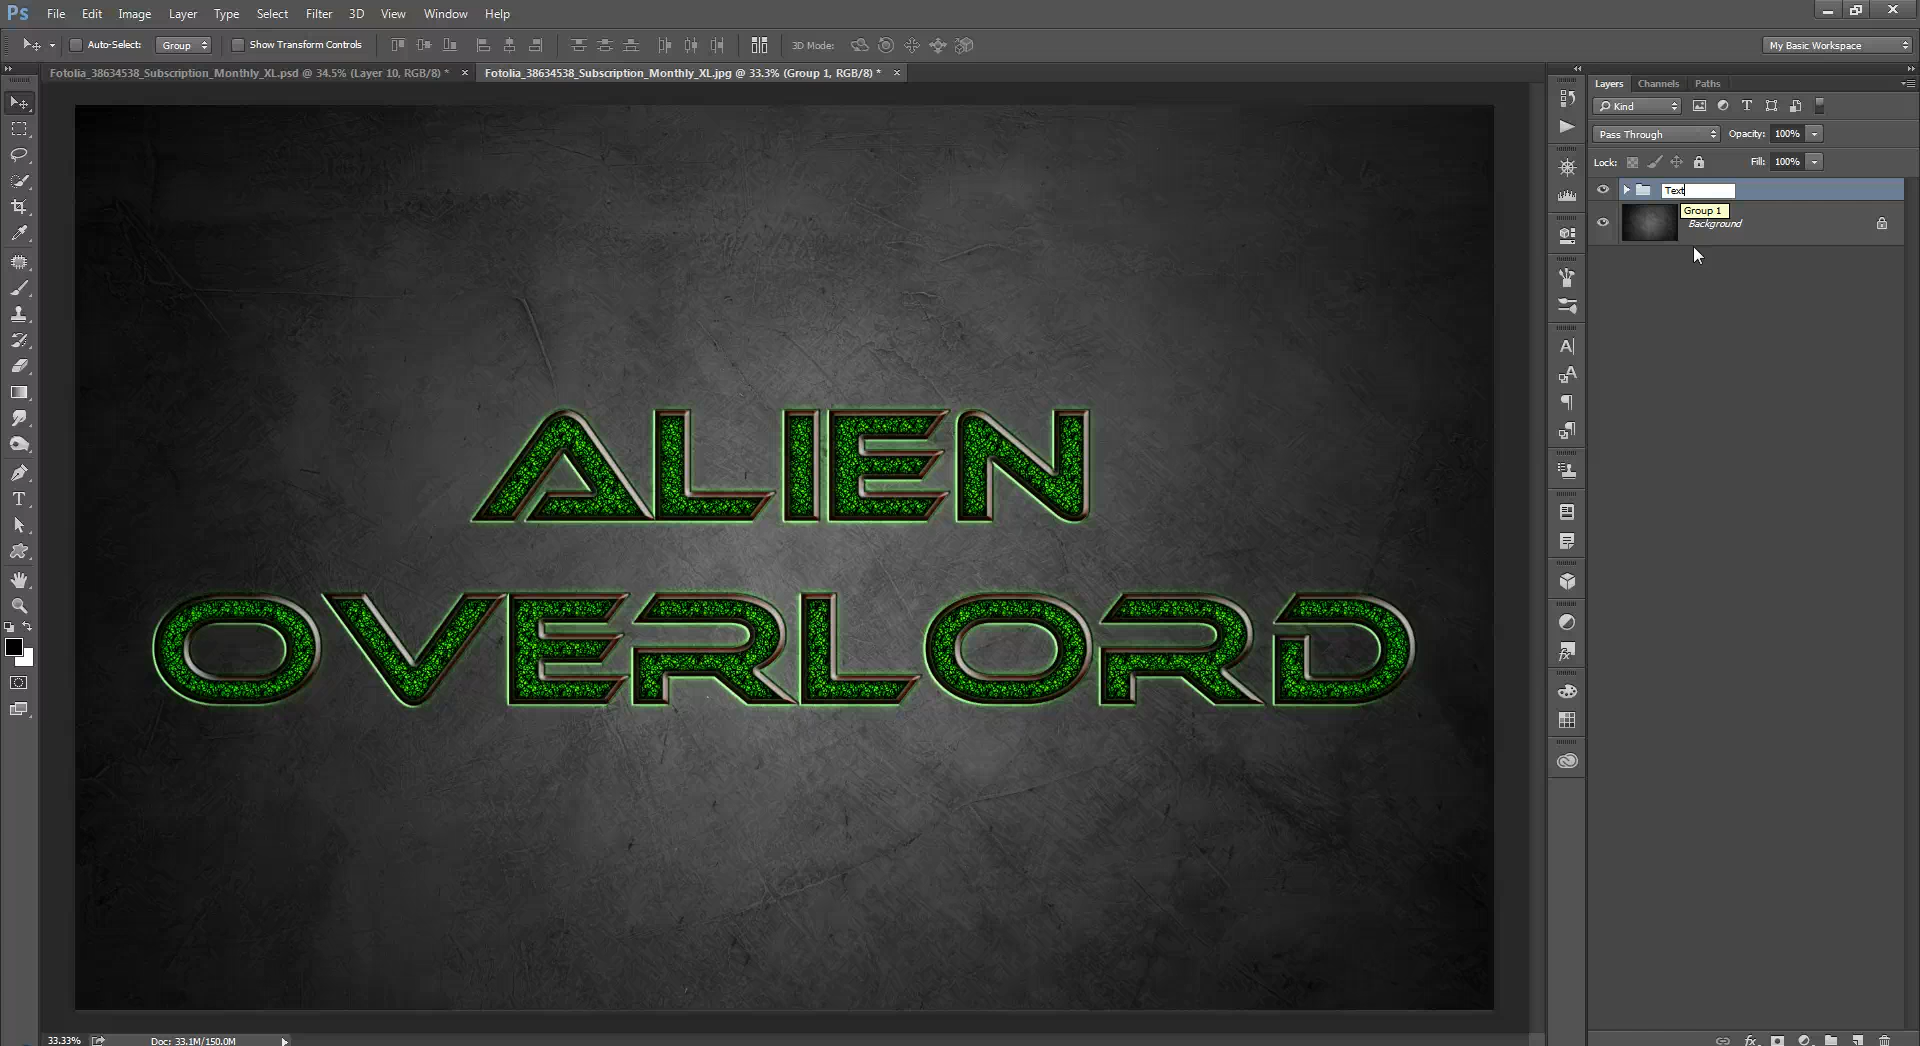 Ps File Edit Image Layer Type Select Filter 3D View Window Help
Auto-Select: Group Show Transform Controls 3D Mode: My Basic Workspace
Fotolia_38634538_Subscription_Monthly_XL.psd @ 34.5% (Layer 10, RGB/8) * × Fotolia_38634538_Subscription_Monthly_XL.jpg @ 33.3% (Group 1, RGB/8) * ×
Layers Channels Paths
Kind
Pass Through Opacity: 100%
Lock: Fill: 100%
Text
Group 1
Background
ALIEN
OVERLORD
33.33% Doc: 33.1M/150.0M